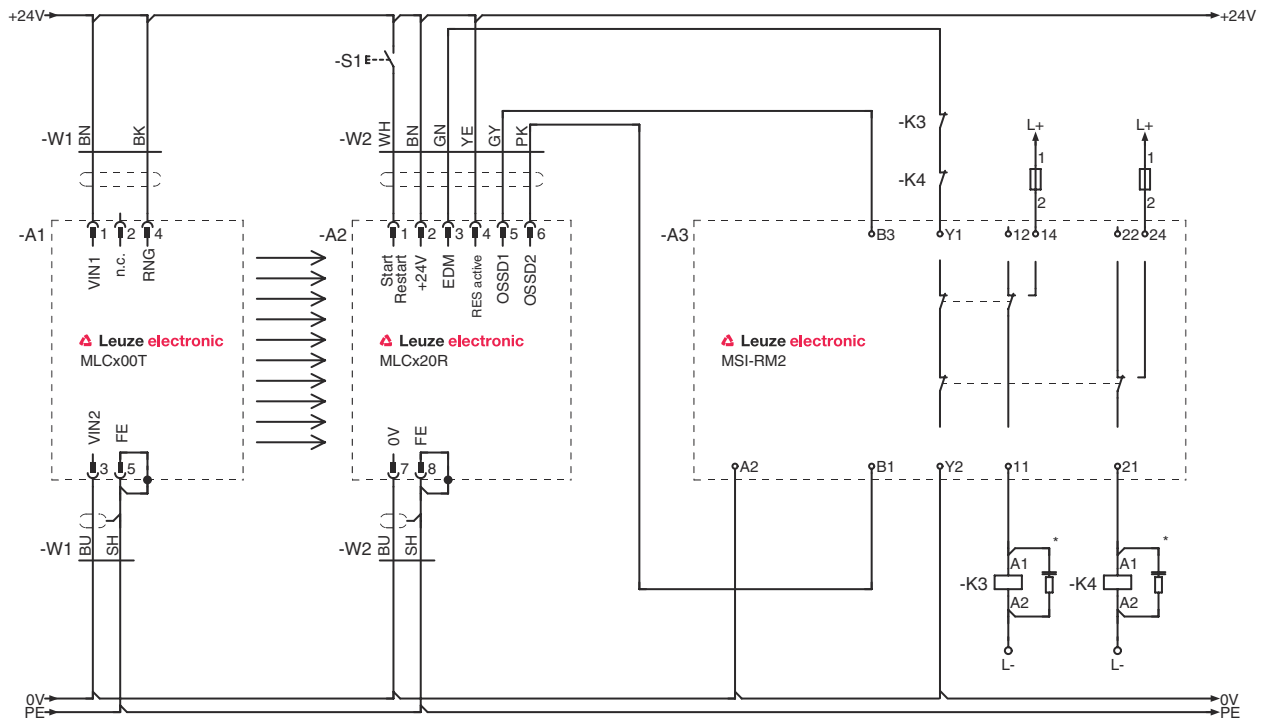 +24V
+24V
-S1
-W1
BN
BK
-W2
WH
BN
GN
YE
GY
PK
-K3
-K4
L+
1
2
L+
1
2
-A1
1
2
4
VIN1
n.c.
RNG
-A2
1
2
3
4
5
6
Start
Restart
+24V
EDM
RES active
OSSD1
OSSD2
-A3
B3
Y1
12
14
22
24
Leuze electronic
MLCx00T
Leuze electronic
MLCx20R
Leuze electronic
MSI-RM2
VIN2
FE
3
5
0V
FE
7
8
A2
B1
Y2
11
21
-W1
BU
SH
-W2
BU
SH
-K3
A1
A2
*
-K4
A1
A2
*
L-
L-
0V
0V
PE
PE